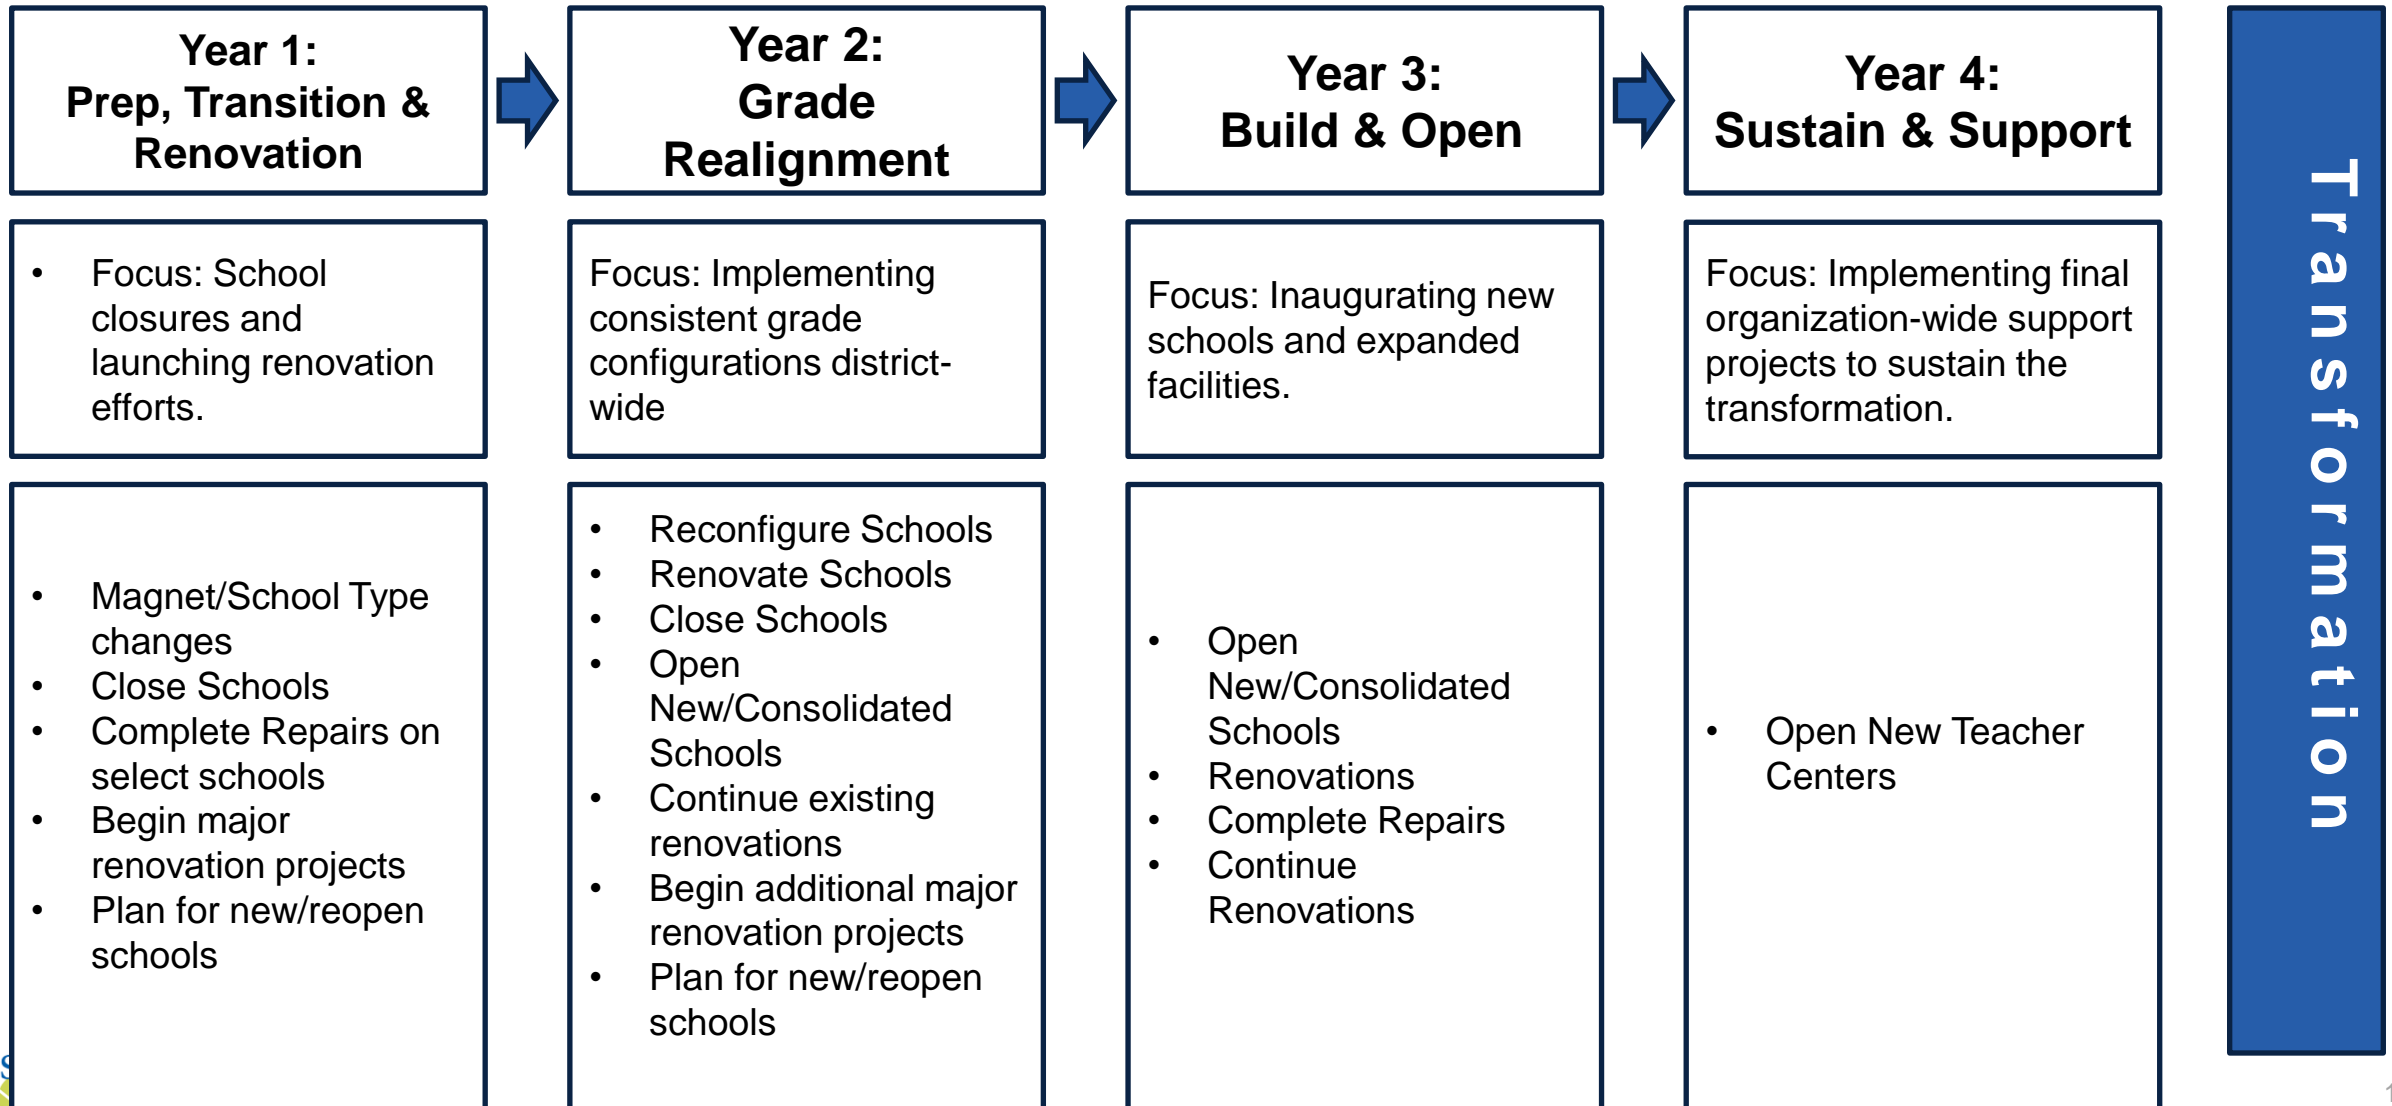 Year 1:
Prep, Transition &
Renovation
Year 2:
Grade
Realignment
Year 3:
Build & Open
Year 4:
Sustain & Support
• Focus: School
closures and
launching renovation
efforts.
Focus: Implementing
consistent grade
configurations district-
wide
Focus: Inaugurating new
schools and expanded
facilities.
Focus: Implementing final
organization-wide support
projects to sustain the
transformation.
• Magnet/School Type
changes
• Close Schools
• Complete Repairs on
select schools
• Begin major
renovation projects
• Plan for new/reopen
schools
• Reconfigure Schools
• Renovate Schools
• Close Schools
• Open
New/Consolidated
Schools
• Continue existing
renovations
• Begin additional major
renovation projects
• Plan for new/reopen
schools
• Open
New/Consolidated
Schools
• Renovations
• Complete Repairs
• Continue
Renovations
• Open New Teacher
Centers
Transformation